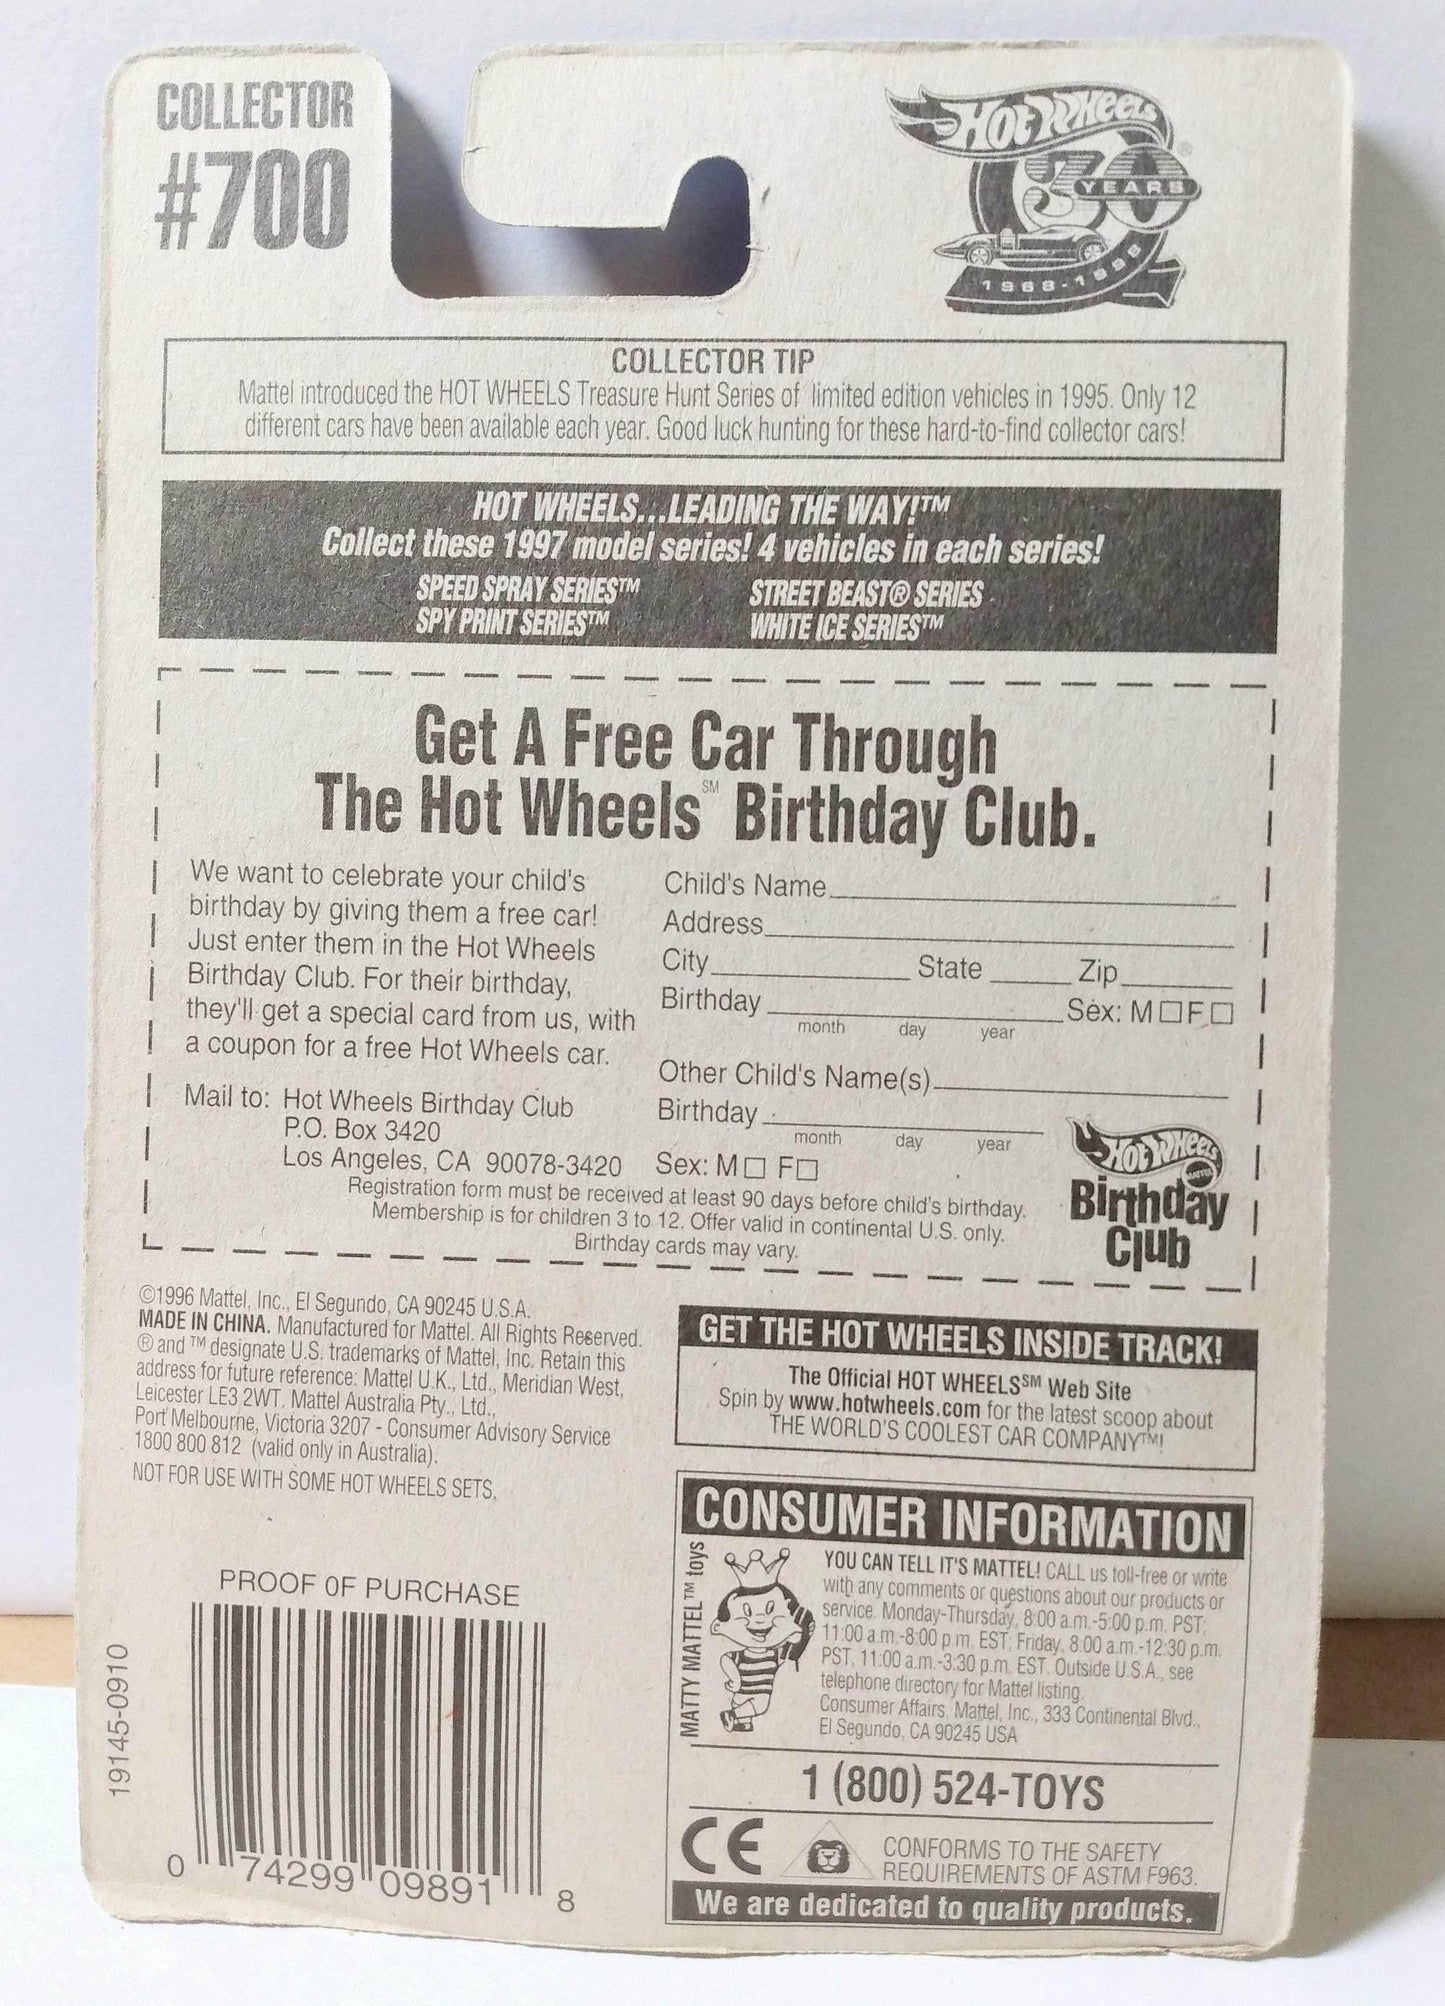 COLLECTOR
#700
Hot Wheels®
30
YEARS
1968-1998
COLLECTOR TIP
Mattel introduced the HOT WHEELS Treasure Hunt Series of limited edition vehicles in 1995. Only 12
different cars have been available each year. Good luck hunting for these hard-to-find collector cars!
HOT WHEELS...LEADING THE WAY!™
Collect these 1997 model series! 4 vehicles in each series!
SPEED SPRAY SERIES™ STREET BEAST® SERIES
SPY PRINT SERIES™ WHITE ICE SERIES™
Get A Free Car Through
The Hot Wheels℠ Birthday Club.
We want to celebrate your child's
birthday by giving them a free car!
Just enter them in the Hot Wheels
Birthday Club. For their birthday,
they'll get a special card from us, with
a coupon for a free Hot Wheels car.
Mail to: Hot Wheels Birthday Club
P.O. Box 3420
Los Angeles, CA 90078-3420
Child's Name
Address
City State Zip
Birthday Sex: M☐F☐
month day year
Other Child's Name(s)
Birthday
month day year
Sex: M☐ F☐
Registration form must be received at least 90 days before child's birthday.
Membership is for children 3 to 12. Offer valid in continental U.S. only.
Birthday cards may vary.
Hot Wheels
MATTEL
Birthday
Club
©1996 Mattel, Inc., El Segundo, CA 90245 U.S.A.
MADE IN CHINA. Manufactured for Mattel. All Rights Reserved.
® and ™ designate U.S. trademarks of Mattel, Inc. Retain this
address for future reference: Mattel U.K., Ltd., Meridian West,
Leicester LE3 2WT. Mattel Australia Pty., Ltd.,
Port Melbourne, Victoria 3207 - Consumer Advisory Service
1800 800 812 (valid only in Australia).
NOT FOR USE WITH SOME HOT WHEELS SETS.
GET THE HOT WHEELS INSIDE TRACK!
The Official HOT WHEELS℠ Web Site
Spin by www.hotwheels.com for the latest scoop about
THE WORLD'S COOLEST CAR COMPANY™!
PROOF OF PURCHASE
19145-0910
0 74299 09891 8
CONSUMER INFORMATION
MATTY MATTEL™ toys
YOU CAN TELL IT'S MATTEL! CALL us toll-free or write
with any comments or questions about our products or
service. Monday-Thursday, 8:00 a.m.-5:00 p.m. PST;
11:00 a.m.-8:00 p.m. EST; Friday, 8:00 a.m.-12:30 p.m.
PST, 11:00 a.m.-3:30 p.m. EST. Outside U.S.A., see
telephone directory for Mattel listing.
Consumer Affairs, Mattel, Inc., 333 Continental Blvd.,
El Segundo, CA 90245 USA
1 (800) 524-TOYS
CE
CONFORMS TO THE SAFETY
REQUIREMENTS OF ASTM F963.
We are dedicated to quality products.